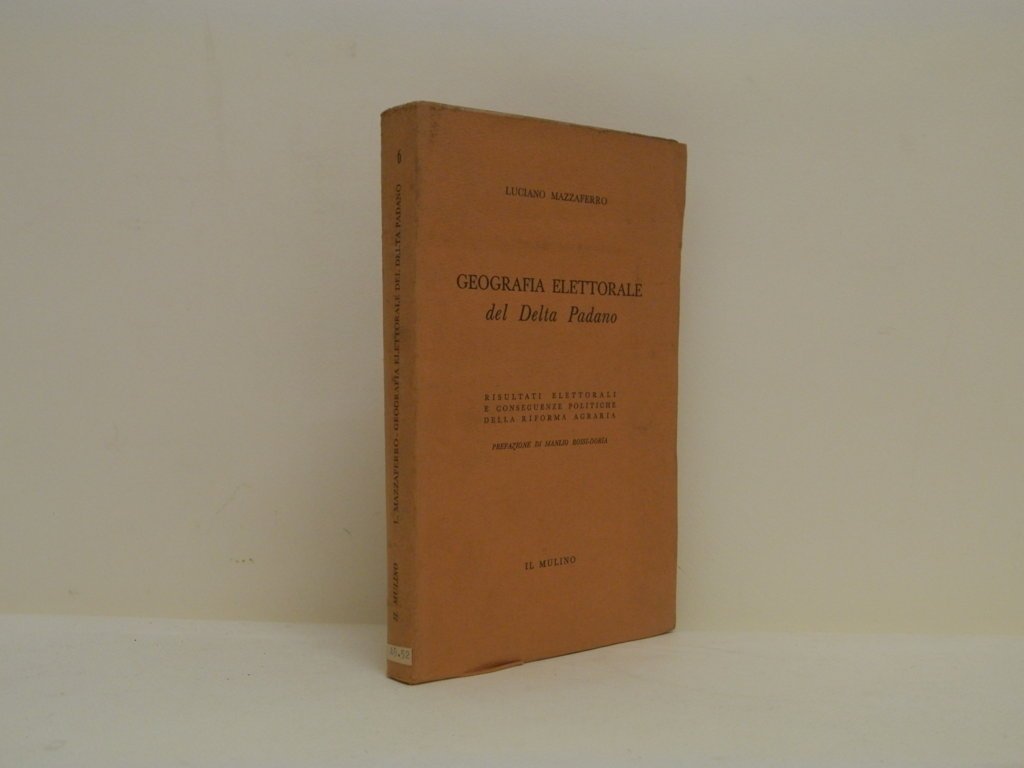 LUCIANO MAZZAFERRO
GEOGRAFIA ELETTORALE
del Delta Padano
RISULTATI ELETTORALI
E CONSEGUENZE POLITICHE
DELLA RIFORMA AGRARIA
PREFAZIONE DI MANLIO ROSSI-DORIA
IL MULINO
6
L. MAZZAFERRO - GEOGRAFIA ELETTORALE DEL DELTA PADANO
IL MULINO